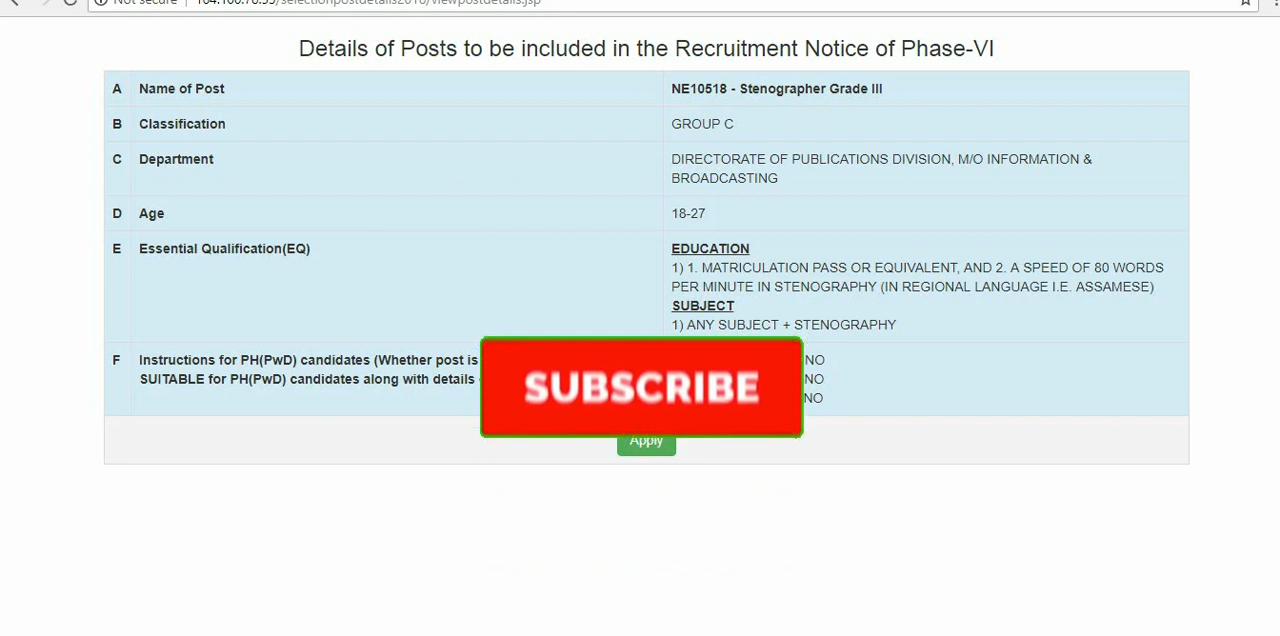 Not secure
Details of Posts to be included in the Recruitment Notice of Phase-VI
A Name of Post NE10518 - Stenographer Grade III
B Classification GROUP C
C Department DIRECTORATE OF PUBLICATIONS DIVISION, M/O INFORMATION &
BROADCASTING
D Age 18-27
E Essential Qualification(EQ) EDUCATION
1) 1. MATRICULATION PASS OR EQUIVALENT, AND 2. A SPEED OF 80 WORDS
PER MINUTE IN STENOGRAPHY (IN REGIONAL LANGUAGE I.E. ASSAMESE)
SUBJECT
1) ANY SUBJECT + STENOGRAPHY
F Instructions for PH(PwD) candidates (Whether post is NO
SUITABLE for PH(PwD) candidates along with details NO
NO
SUBSCRIBE
Apply